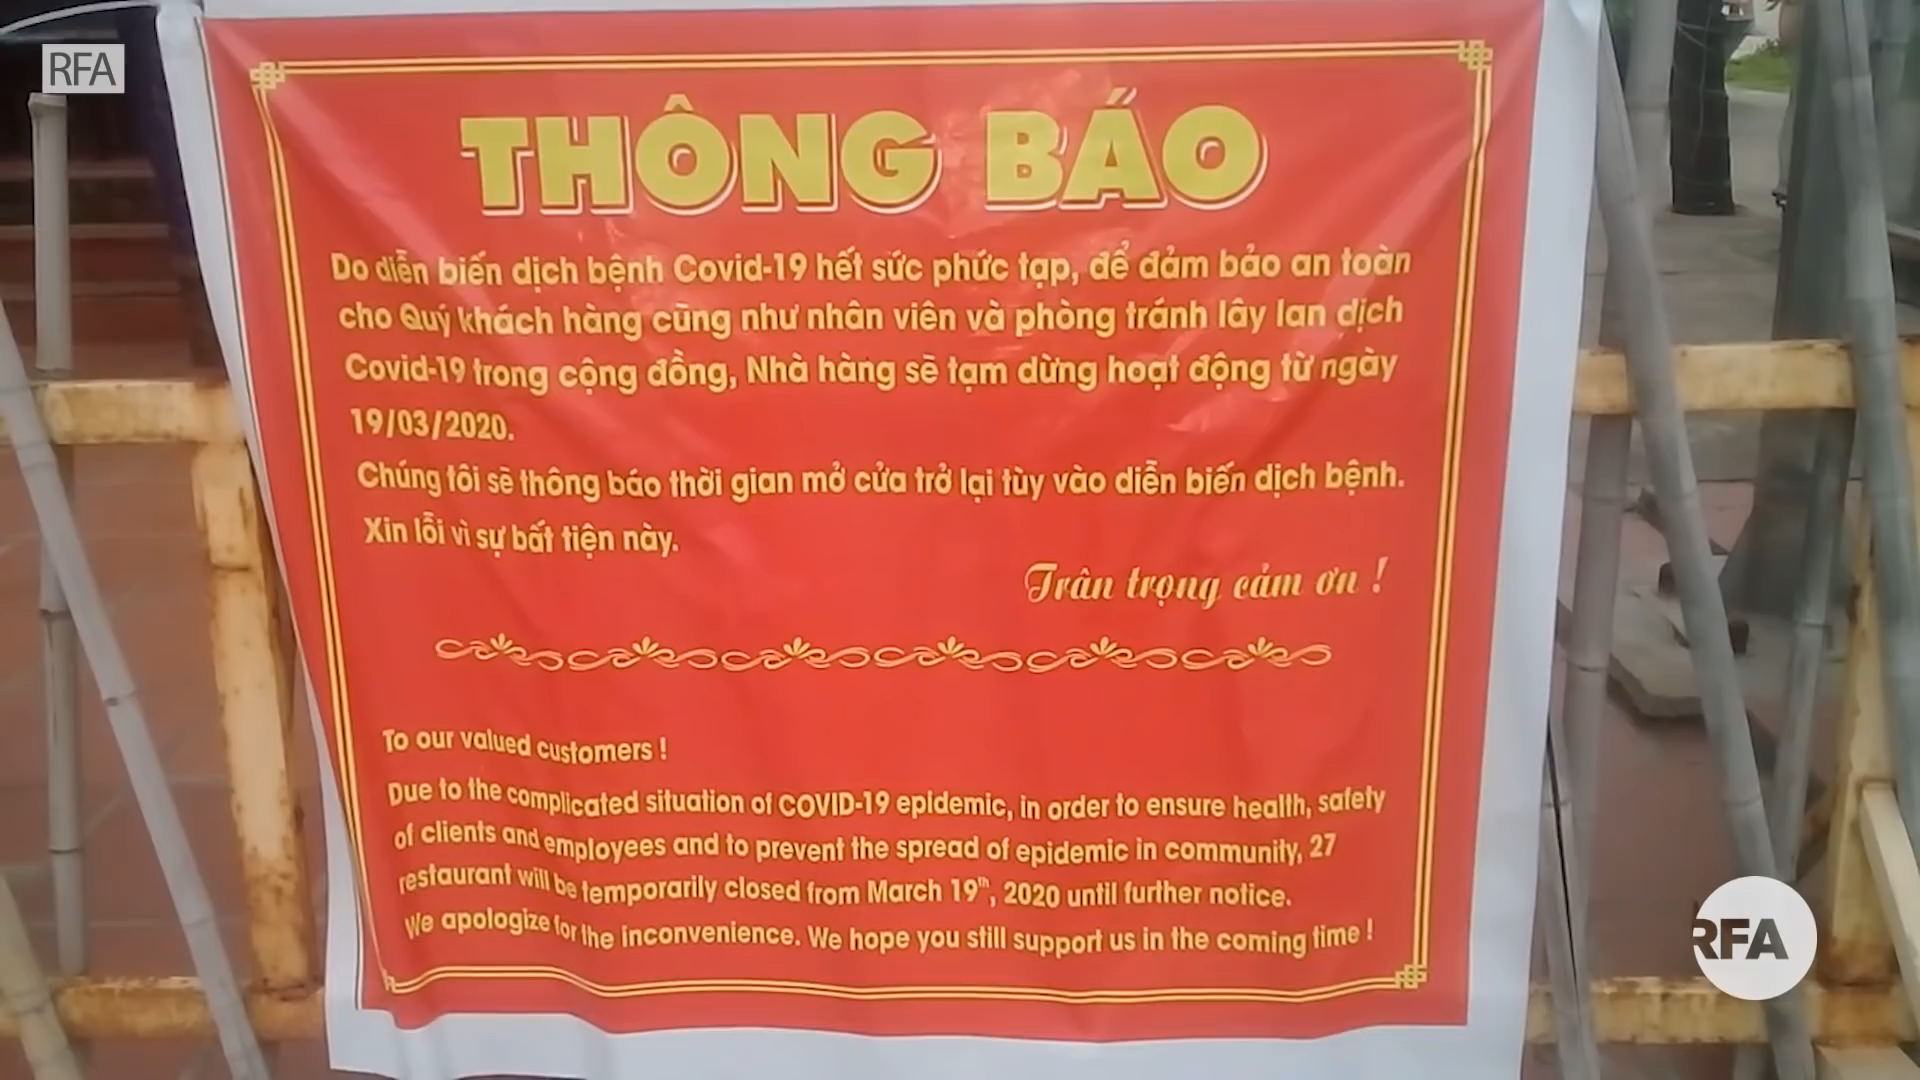 RFA
THÔNG BÁO
Do diễn biến dịch bệnh Covid-19 hết sức phức tạp, để đảm bảo an toàn
cho Quý khách hàng cũng như nhân viên và phòng tránh lây lan dịch
Covid-19 trong cộng đồng, Nhà hàng sẽ tạm dừng hoạt động từ ngày
19/03/2020.
Chúng tôi sẽ thông báo thời gian mở cửa trở lại tùy vào diễn biến dịch bệnh.
Xin lỗi vì sự bất tiện này.
Trân trọng cảm ơn !
To our valued customers !
Due to the complicated situation of COVID-19 epidemic, in order to ensure health, safety
of clients and employees and to prevent the spread of epidemic in community, 27
restaurant will be temporarily closed from March 19th, 2020 until further notice.
We apologize for the inconvenience. We hope you still support us in the coming time !
RFA